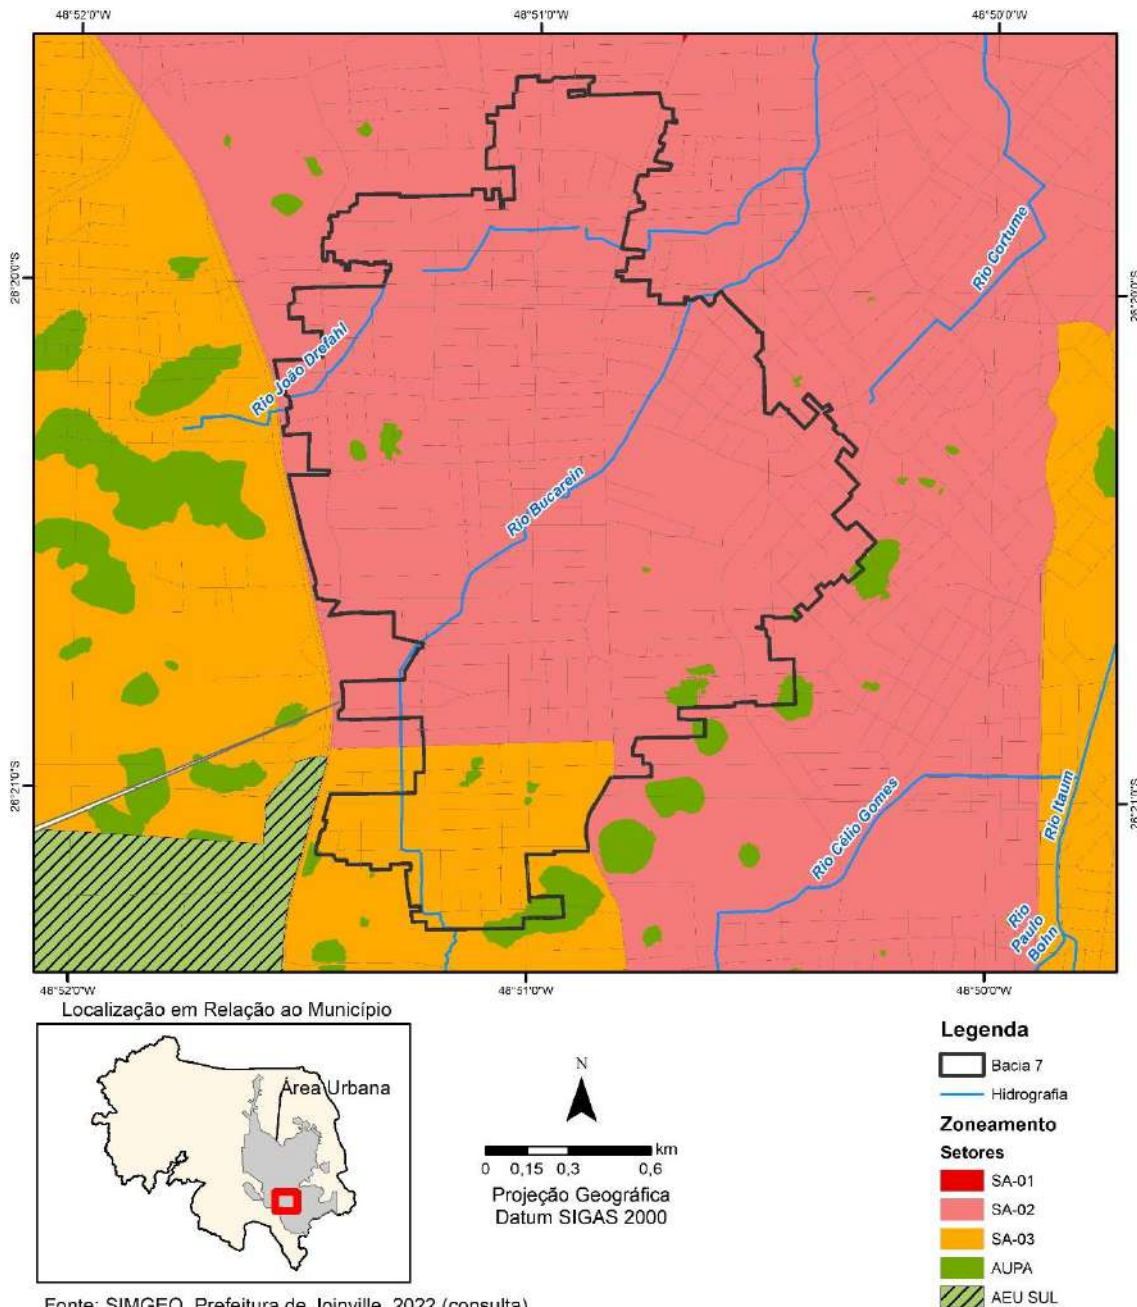 48°52'0"W
48°51'0"W
48°50'0"W
26°20'0"S
26°20'0"S
Rio Cortume
Rio João Drefahl
Rio Bucarein
26°21'0"S
26°21'0"S
Rio Célio Gomes
Rio Itaum
Rio
Paulo
Bohn
48°52'0"W
48°51'0"W
48°50'0"W
Localização em Relação ao Município
Área Urbana
N
km
0 0,15 0,3 0,6
Projeção Geográfica
Datum SIGAS 2000
Legenda
Bacia 7
Hidrografia
Zoneamento
Setores
SA-01
SA-02
SA-03
AUPA
AEU SUL
Fonte: SIMGEO, Prefeitura de Joinville, 2022 (consulta)